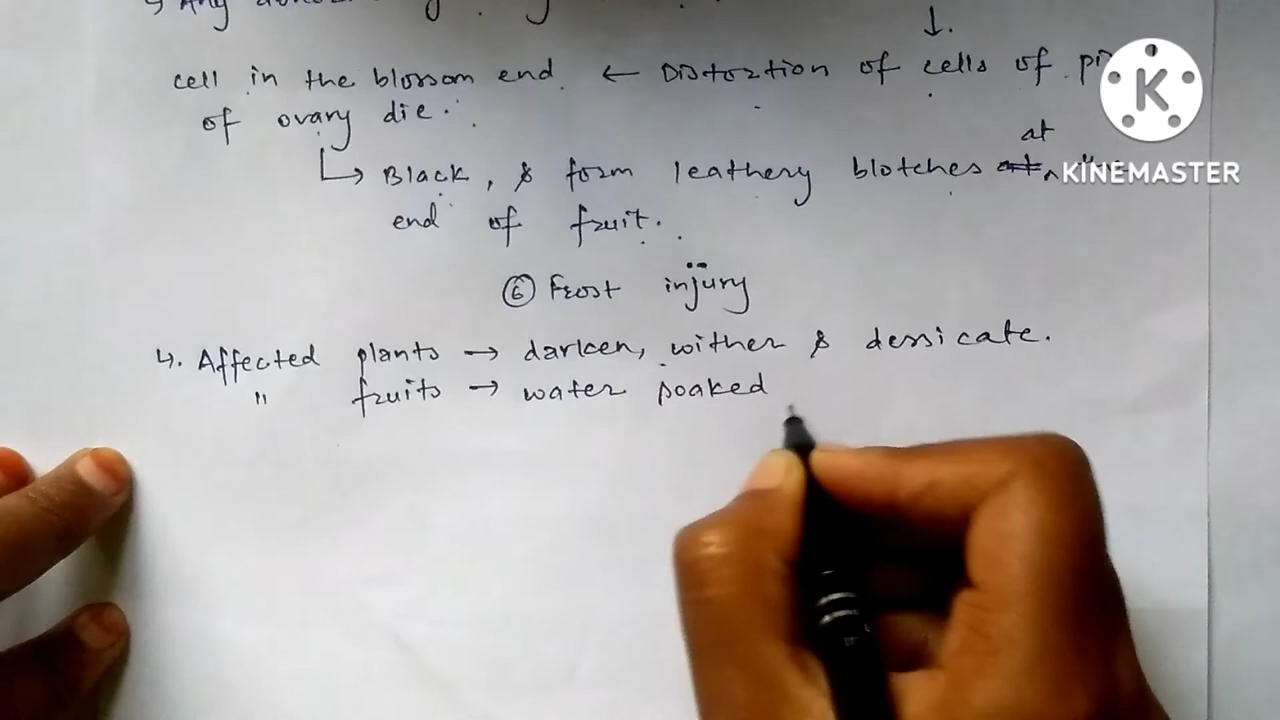 ↳ Any
↓.
cell in the blossom end. ← Distortion of cells of
of ovary die.
at
↳ Black, & form leathery blotches
KINEMASTER
end of fruit.
⑥ Frost injury
↳. Affected plants → darken, wither & dessicate.
" fruits → water soaked